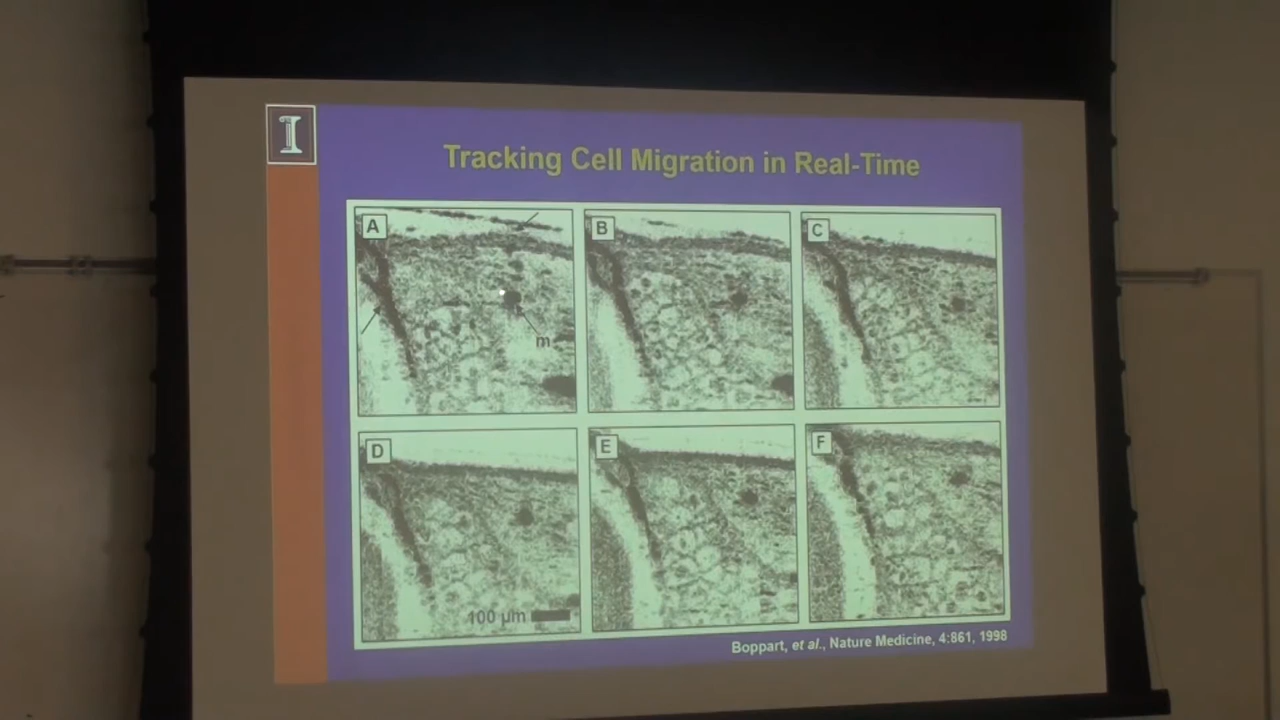 I
Tracking Cell Migration in Real-Time
A
B
C
m
D
E
F
100 µm
Boppart, et al., Nature Medicine, 4:861, 1998